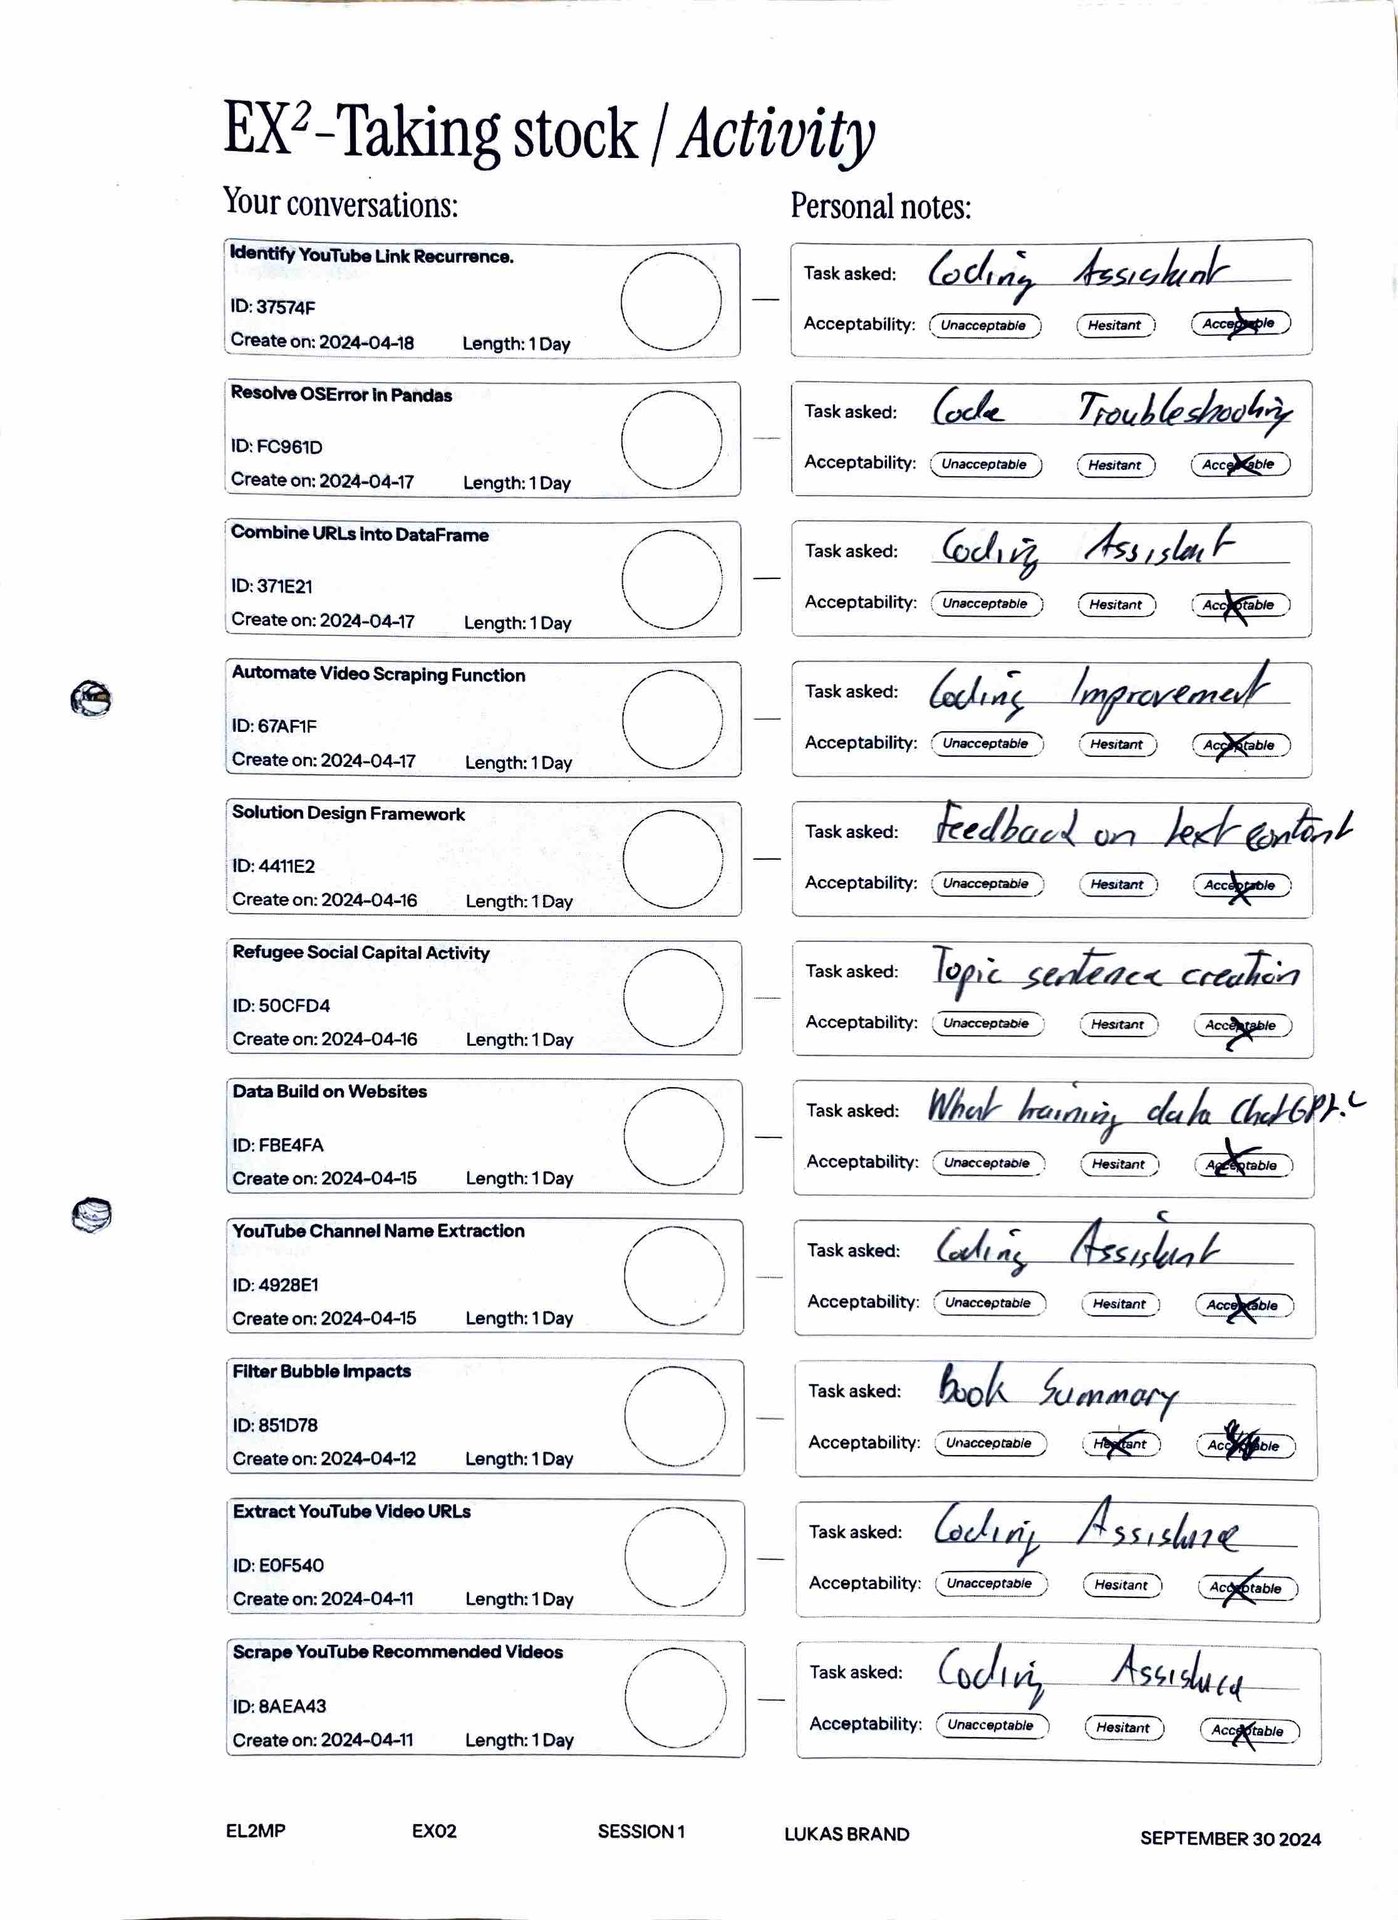 EX²-Taking stock / Activity
Your conversations:
Personal notes:
Identify YouTube Link Recurrence.
ID: 37574F
Create on: 2024-04-18 Length: 1 Day
Task asked: Coding Assistent
Acceptability: Unacceptable Hesitant Acceptable
Resolve OSError in Pandas
ID: FC961D
Create on: 2024-04-17 Length: 1 Day
Task asked: Code Troubleshooting
Acceptability: Unacceptable Hesitant Acceptable
Combine URLs into DataFrame
ID: 371E21
Create on: 2024-04-17 Length: 1 Day
Task asked: Coding Assistent
Acceptability: Unacceptable Hesitant Acceptable
Automate Video Scraping Function
ID: 67AF1F
Create on: 2024-04-17 Length: 1 Day
Task asked: Coding Improvement
Acceptability: Unacceptable Hesitant Acceptable
Solution Design Framework
ID: 4411E2
Create on: 2024-04-16 Length: 1 Day
Task asked: Feedback on text content
Acceptability: Unacceptable Hesitant Acceptable
Refugee Social Capital Activity
ID: 50CFD4
Create on: 2024-04-16 Length: 1 Day
Task asked: Topic sentence creation
Acceptability: Unacceptable Hesitant Acceptable
Data Build on Websites
ID: FBE4FA
Create on: 2024-04-15 Length: 1 Day
Task asked: What training data ChatGPT
Acceptability: Unacceptable Hesitant Acceptable
YouTube Channel Name Extraction
ID: 4928E1
Create on: 2024-04-15 Length: 1 Day
Task asked: Coding Assistent
Acceptability: Unacceptable Hesitant Acceptable
Filter Bubble Impacts
ID: 851D78
Create on: 2024-04-12 Length: 1 Day
Task asked: Book Summary
Acceptability: Unacceptable Hesitant Acceptable
Extract YouTube Video URLs
ID: E0F540
Create on: 2024-04-11 Length: 1 Day
Task asked: Coding Assistance
Acceptability: Unacceptable Hesitant Acceptable
Scrape YouTube Recommended Videos
ID: 8AEA43
Create on: 2024-04-11 Length: 1 Day
Task asked: Coding
Acceptability: Unacceptable Hesitant Acceptable
EL2MP EX02 SESSION 1 LUKAS BRAND SEPTEMBER 30 2024